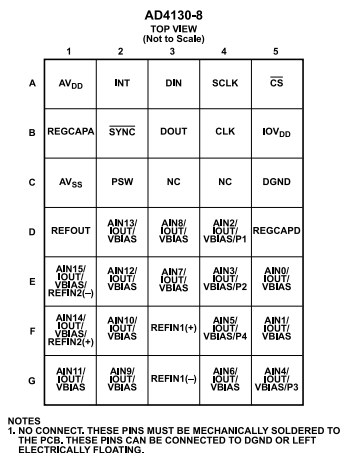 AD4130-8
TOP VIEW
(Not to Scale)
1 2 3 4 5
A AVDD INT DIN SCLK CS
B REGCAPA SYNC DOUT CLK IOVDD
C AVSS PSW NC NC DGND
D REFOUT AIN13/IOUT/VBIAS AIN8/IOUT/VBIAS AIN2/IOUT/VBIAS/P1 REGCAPD
E AIN15/IOUT/VBIAS/REFIN2(–) AIN12/IOUT/VBIAS AIN7/IOUT/VBIAS AIN3/IOUT/VBIAS/P2 AIN0/IOUT/VBIAS
F AIN14/IOUT/VBIAS/REFIN2(+) AIN10/IOUT/VBIAS REFIN1(+) AIN5/IOUT/VBIAS/P4 AIN1/IOUT/VBIAS
G AIN11/IOUT/VBIAS AIN9/IOUT/VBIAS REFIN1(–) AIN6/IOUT/VBIAS AIN4/IOUT/VBIAS/P3
NOTES
1. NO CONNECT. THESE PINS MUST BE MECHANICALLY SOLDERED TO
THE PCB. THESE PINS CAN BE CONNECTED TO DGND OR LEFT
ELECTRICALLY FLOATING.